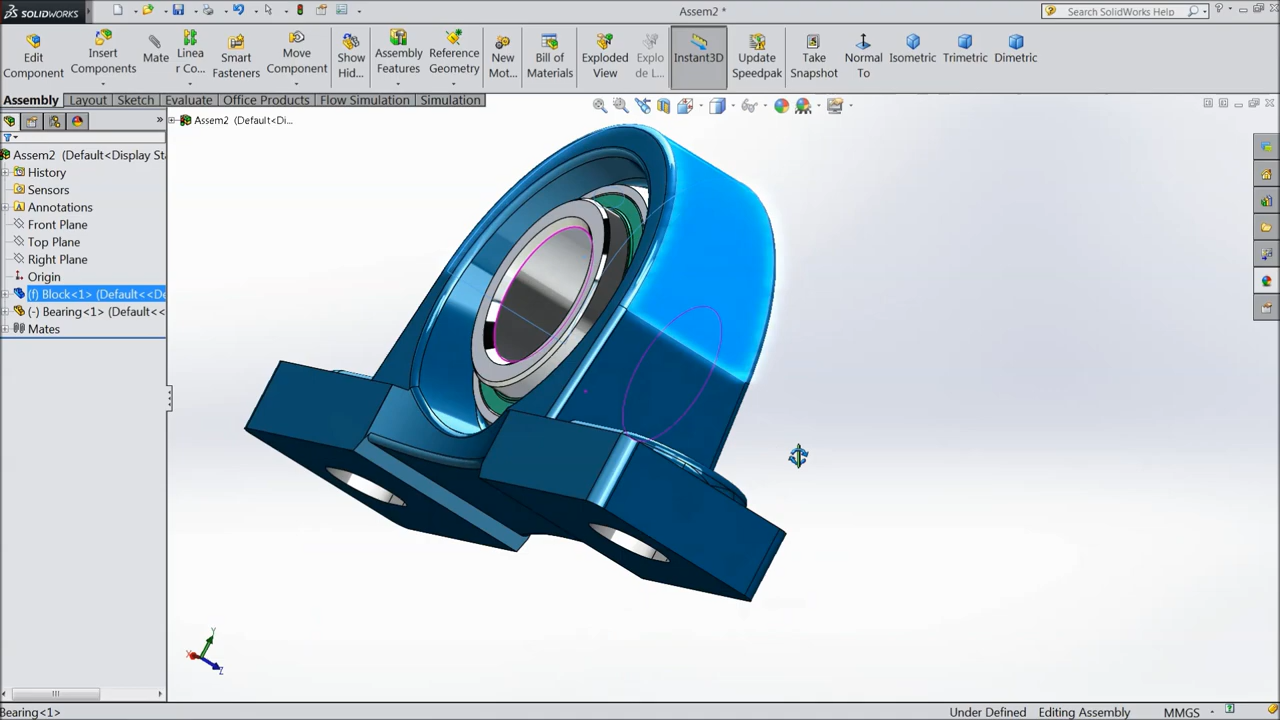 SOLIDWORKS
Assem2 *
Search SolidWorks Help
Edit
Component
Insert
Components
Mate
Linea
r Co...
Smart
Fasteners
Move
Component
Show
Hid...
Assembly
Features
Reference
Geometry
New
Mot...
Bill of
Materials
Exploded
View
Explo
de L...
Instant3D
Update
Speedpak
Take
Snapshot
Normal
To
Isometric
Trimetric
Dimetric
Assembly
Layout
Sketch
Evaluate
Office Products
Flow Simulation
Simulation
Assem2 (Default<Di...
Assem2 (Default<Display Sta
History
Sensors
Annotations
Front Plane
Top Plane
Right Plane
Origin
(f) Block<1> (Default<<De
(-) Bearing<1> (Default<<
Mates
Y
X
Z
Bearing<1>
Under Defined
Editing Assembly
MMGS